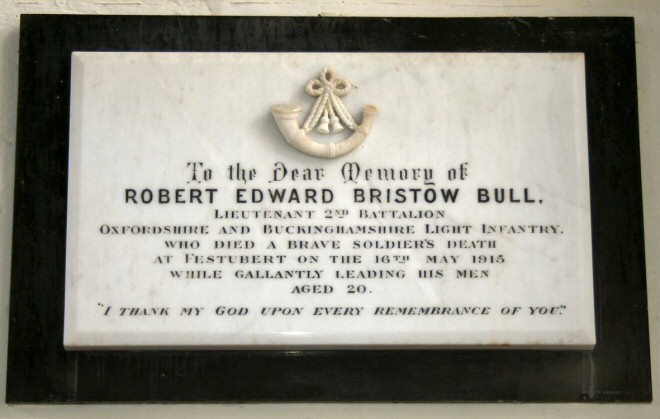 To the Dear Memory of
ROBERT EDWARD BRISTOW BULL.
LIEUTENANT 2ND BATTALION
OXFORDSHIRE AND BUCKINGHAMSHIRE LIGHT INFANTRY.
WHO DIED A BRAVE SOLDIER'S DEATH
AT FESTUBERT ON THE 16TH MAY 1915
WHILE GALLANTLY LEADING HIS MEN
AGED 20.
"I THANK MY GOD UPON EVERY REMEMBRANCE OF YOU."